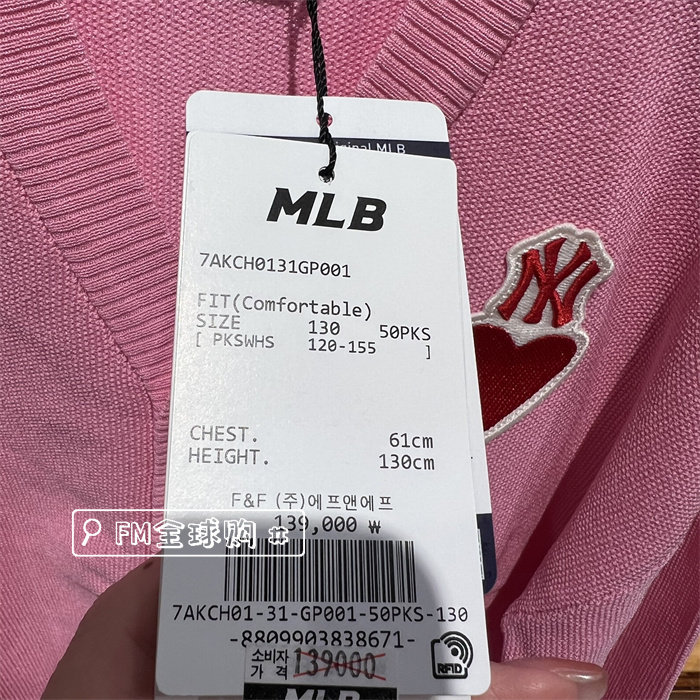 MLB
7AKCH0131GP001
FIT(Comfortable)
SIZE 130 50PKS
[ PKSWHS 120-155 ]
CHEST. 61cm
HEIGHT. 130cm
F&F (주)에프앤에프
139,000 ₩
FM全球购 #
7AKCH01-31-GP001-50PKS-130
-8809903838671-
소비자
가 격 139000
RFID
MLB
NY